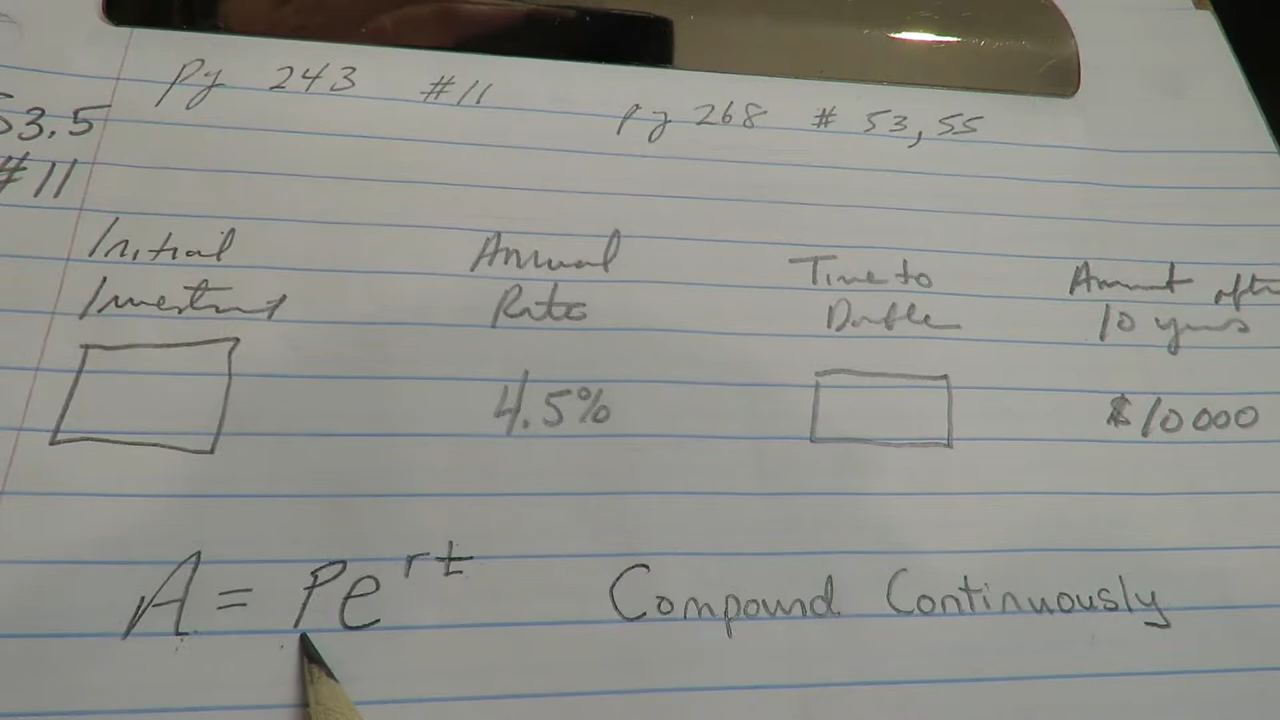 pg 243 #11 pg 268 # 53, 55
53,5
#11
Initial Annual Time to Amount after
Investment Rate Double 10 years
4.5% $10000
A = Pe^rt Compound Continuously